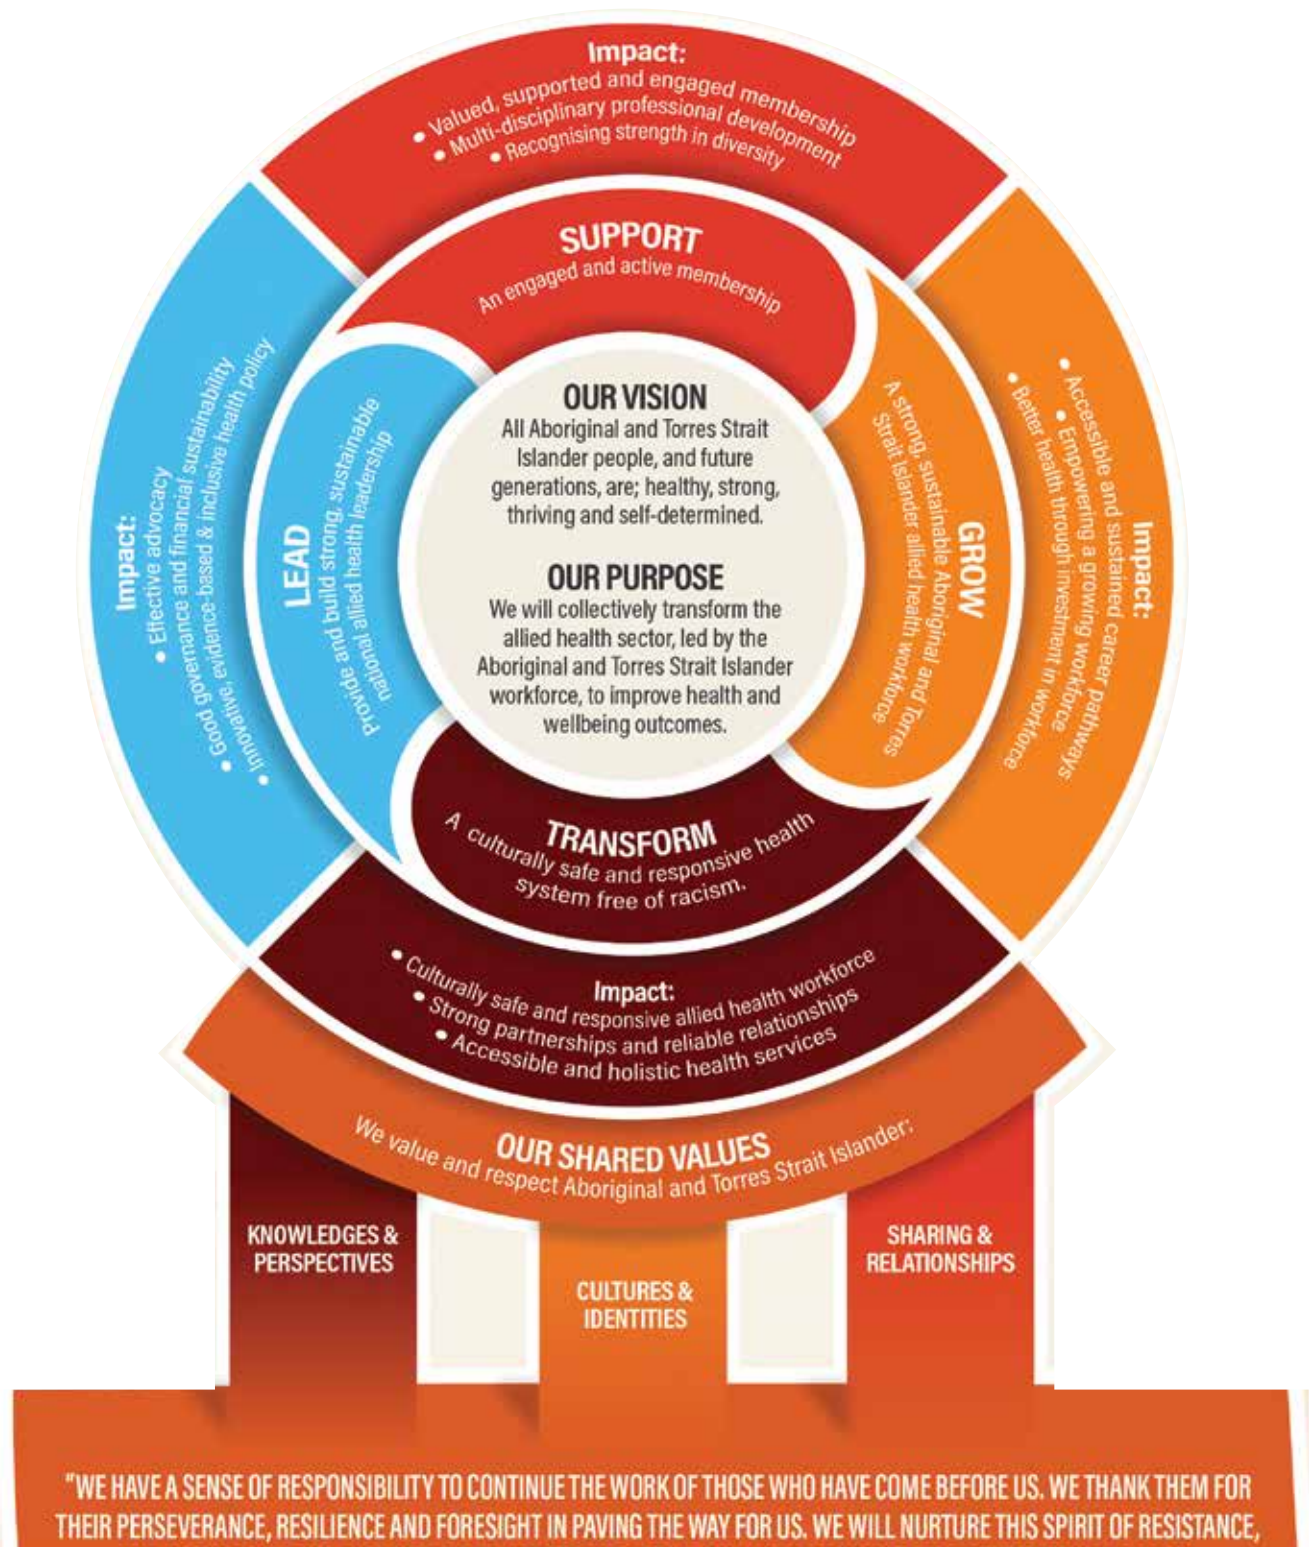 Impact:
• Valued, supported and engaged membership
• Multi-disciplinary professional development
• Recognising strength in diversity
SUPPORT
An engaged and active membership
Impact:
• Effective advocacy
• Good governance and financial sustainability
• Innovative, evidence-based & inclusive health policy
LEAD
Provide and build strong, sustainable
national allied health leadership
OUR VISION
All Aboriginal and Torres Strait
Islander people, and future
generations, are; healthy, strong,
thriving and self-determined.
OUR PURPOSE
We will collectively transform the
allied health sector, led by the
Aboriginal and Torres Strait Islander
workforce, to improve health and
wellbeing outcomes.
GROW
A strong, sustainable Aboriginal and Torres
Strait Islander allied health workforce
Impact:
• Accessible and sustained career pathways
• Empowering a growing workforce
• Better health through investment in workforce
TRANSFORM
A culturally safe and responsive health
system free of racism.
Impact:
• Culturally safe and responsive allied health workforce
• Strong partnerships and reliable relationships
• Accessible and holistic health services
OUR SHARED VALUES
We value and respect Aboriginal and Torres Strait Islander:
KNOWLEDGES &
PERSPECTIVES
CULTURES &
IDENTITIES
SHARING &
RELATIONSHIPS
"WE HAVE A SENSE OF RESPONSIBILITY TO CONTINUE THE WORK OF THOSE WHO HAVE COME BEFORE US. WE THANK THEM FOR
THEIR PERSEVERANCE, RESILIENCE AND FORESIGHT IN PAVING THE WAY FOR US. WE WILL NURTURE THIS SPIRIT OF RESISTANCE,